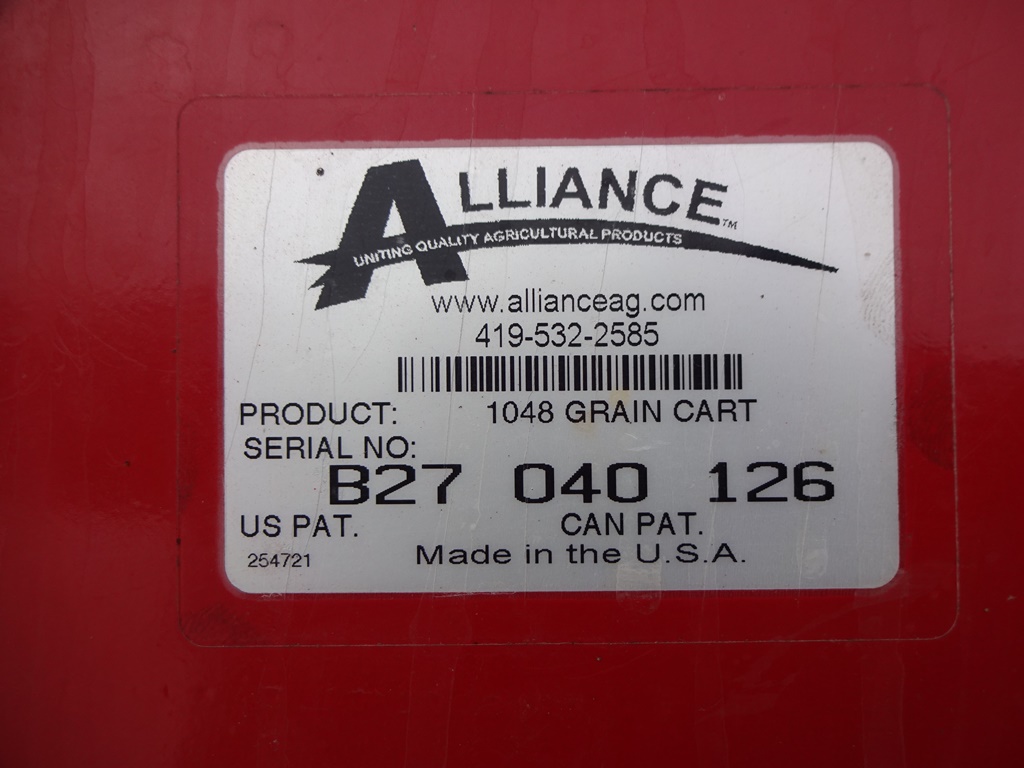 ALLIANCE™
UNITING QUALITY AGRICULTURAL PRODUCTS
www.allianceag.com
419-532-2585
PRODUCT: 1048 GRAIN CART
SERIAL NO:
B27 040 126
US PAT. CAN PAT.
254721 Made in the U.S.A.